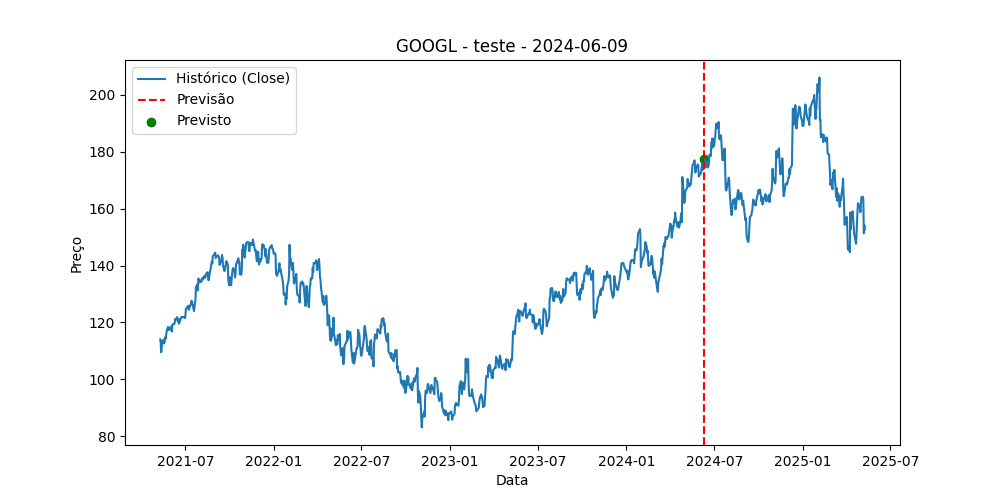 GOOGL - teste - 2024-06-09
Histórico (Close)
Previsão
Previsto
Preço
200
180
160
140
120
100
80
2021-07 2022-01 2022-07 2023-01 2023-07 2024-01 2024-07 2025-01 2025-07
Data